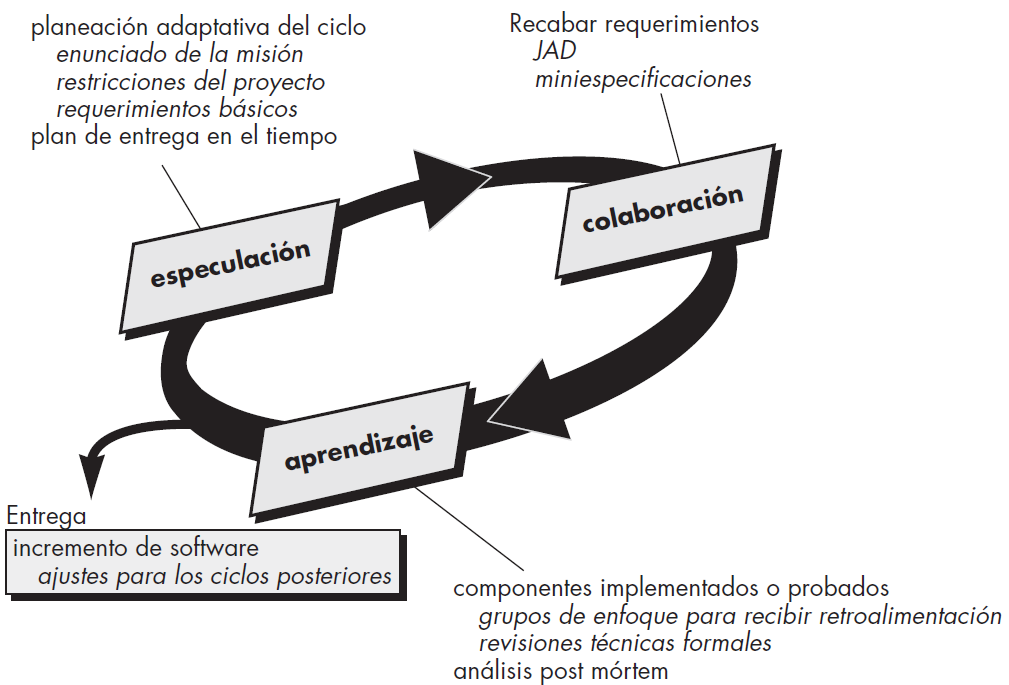 planeación adaptativa del ciclo
enunciado de la misión
restricciones del proyecto
requerimientos básicos
plan de entrega en el tiempo
Recabar requerimientos
JAD
miniespecificaciones
especulación
colaboración
aprendizaje
Entrega
incremento de software
ajustes para los ciclos posteriores
componentes implementados o probados
grupos de enfoque para recibir retroalimentación
revisiones técnicas formales
análisis post mórtem